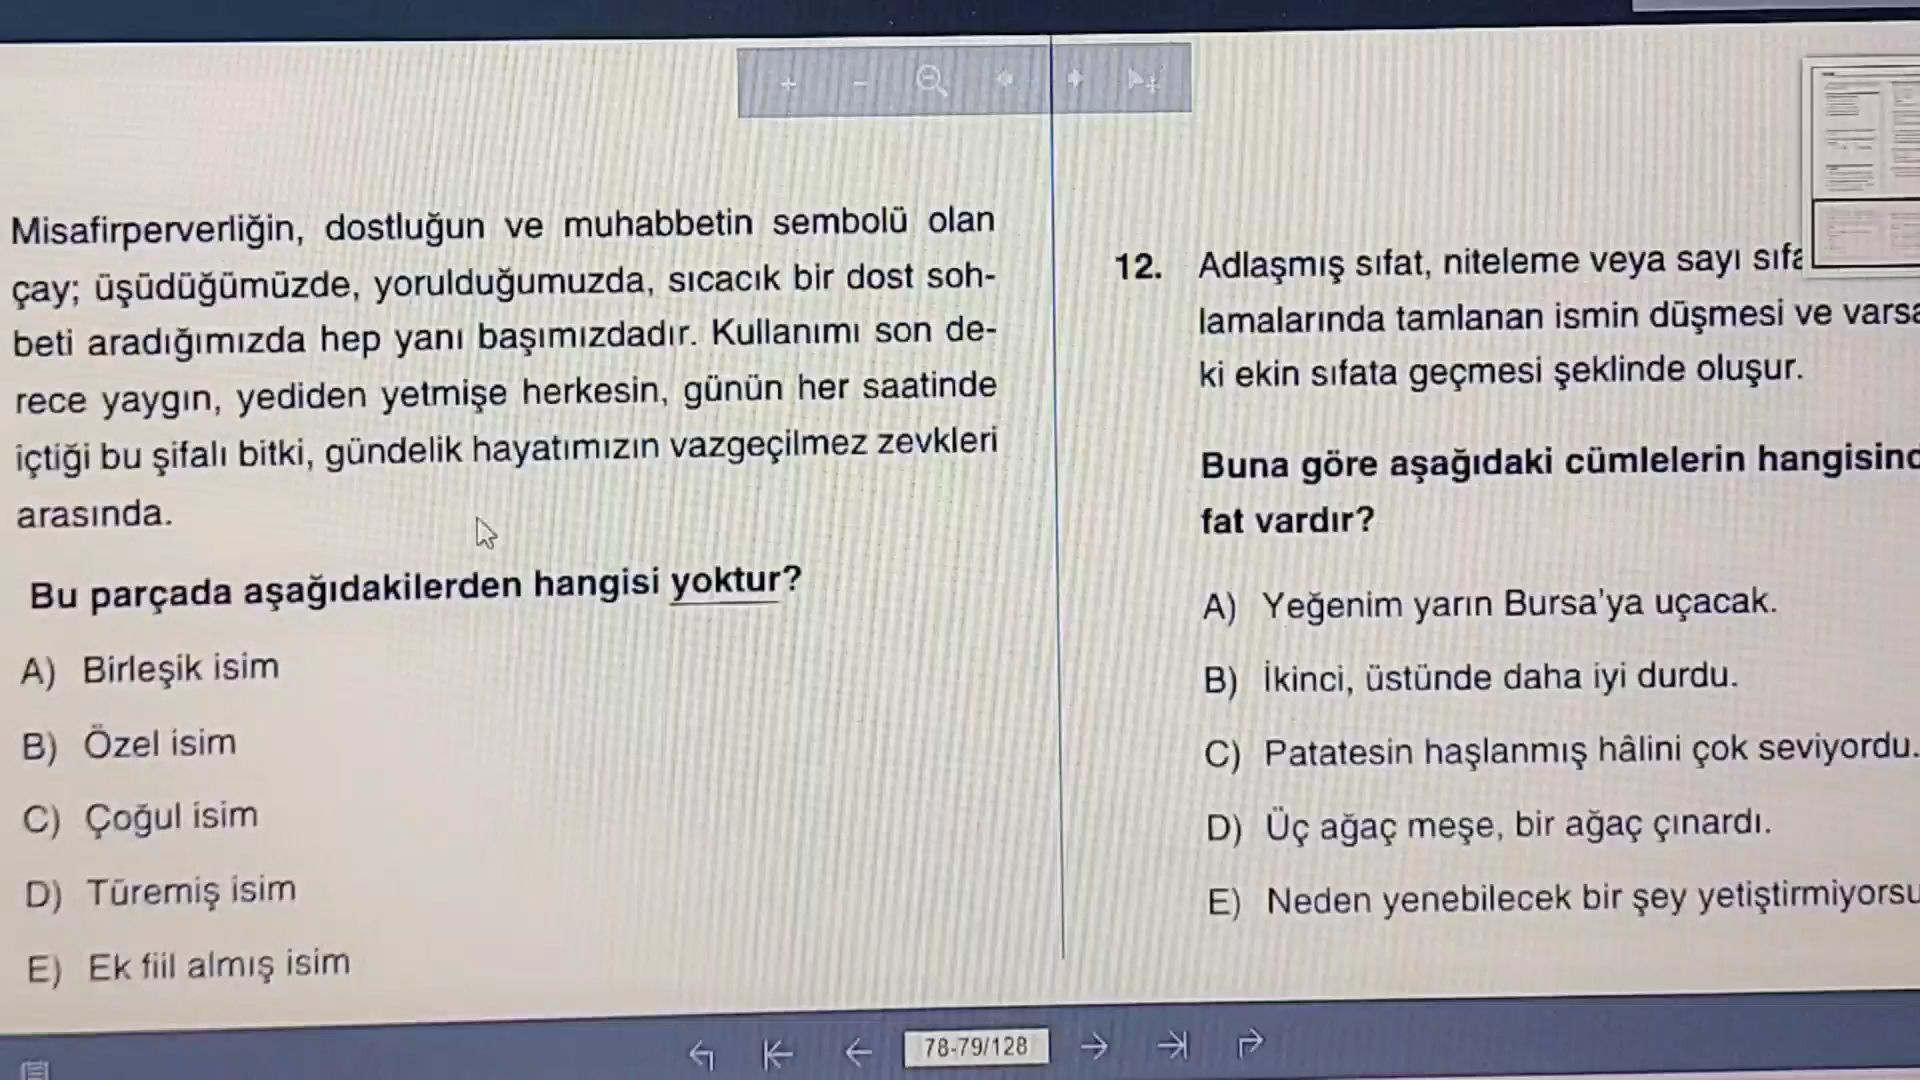 Misafirperverliğin, dostluğun ve muhabbetin sembolü olan
çay; üşüdüğümüzde, yorulduğumuzda, sıcacık bir dost soh-
beti aradığımızda hep yanı başımızdadır. Kullanımı son de-
rece yaygın, yediden yetmişe herkesin, günün her saatinde
içtiği bu şifalı bitki, gündelik hayatımızın vazgeçilmez zevkleri
arasında.
Bu parçada aşağıdakilerden hangisi yoktur?
A) Birleşik isim
B) Özel isim
C) Çoğul isim
D) Türemiş isim
E) Ek fiil almış isim
12. Adlaşmış sıfat, niteleme veya sayı sıfa
lamalarında tamlanan ismin düşmesi ve varsa
ki ekin sıfata geçmesi şeklinde oluşur.
Buna göre aşağıdaki cümlelerin hangisind
fat vardır?
A) Yeğenim yarın Bursa'ya uçacak.
B) İkinci, üstünde daha iyi durdu.
C) Patatesin haşlanmış hâlini çok seviyordu.
D) Üç ağaç meşe, bir ağaç çınardı.
E) Neden yenebilecek bir şey yetiştirmiyorsu
78-79/128